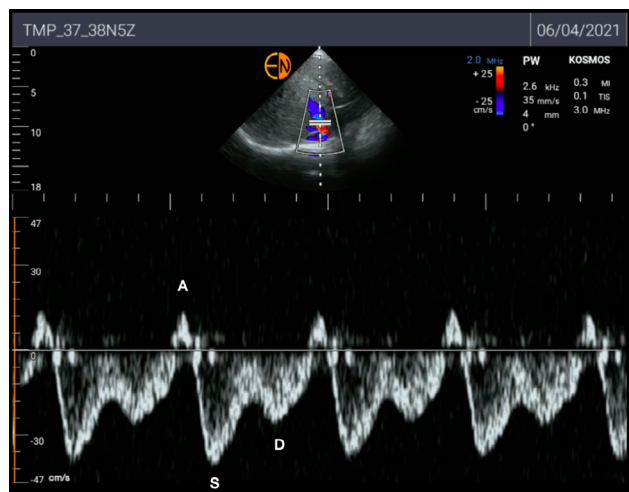 TMP_37_38N5Z 06/04/2021
EN
2.0 MHz
+ 25
- 25
cm/s
PW KOSMOS
2.6 kHz 0.3 MI
35 mm/s 0.1 TIS
4 mm 3.0 MHz
0°
0
5
10
18
47
30
0
-30
-47 cm/s
A
D
S